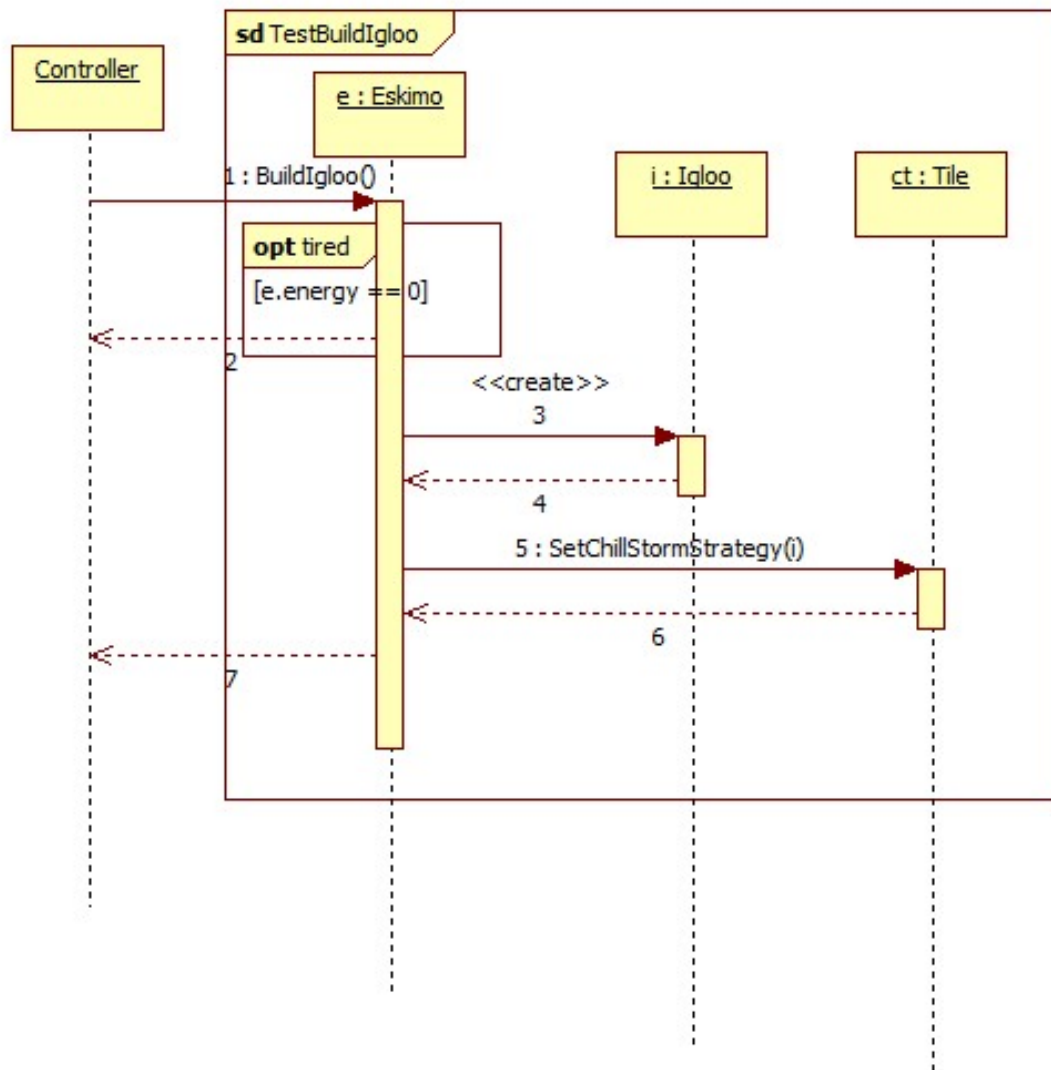 sd TestBuildIgloo
Controller
e : Eskimo
1 : BuildIgloo()
i : Igloo
ct : Tile
opt tired
[e.energy == 0]
2
<<create>>
3
4
5 : SetChillStormStrategy(i)
6
7